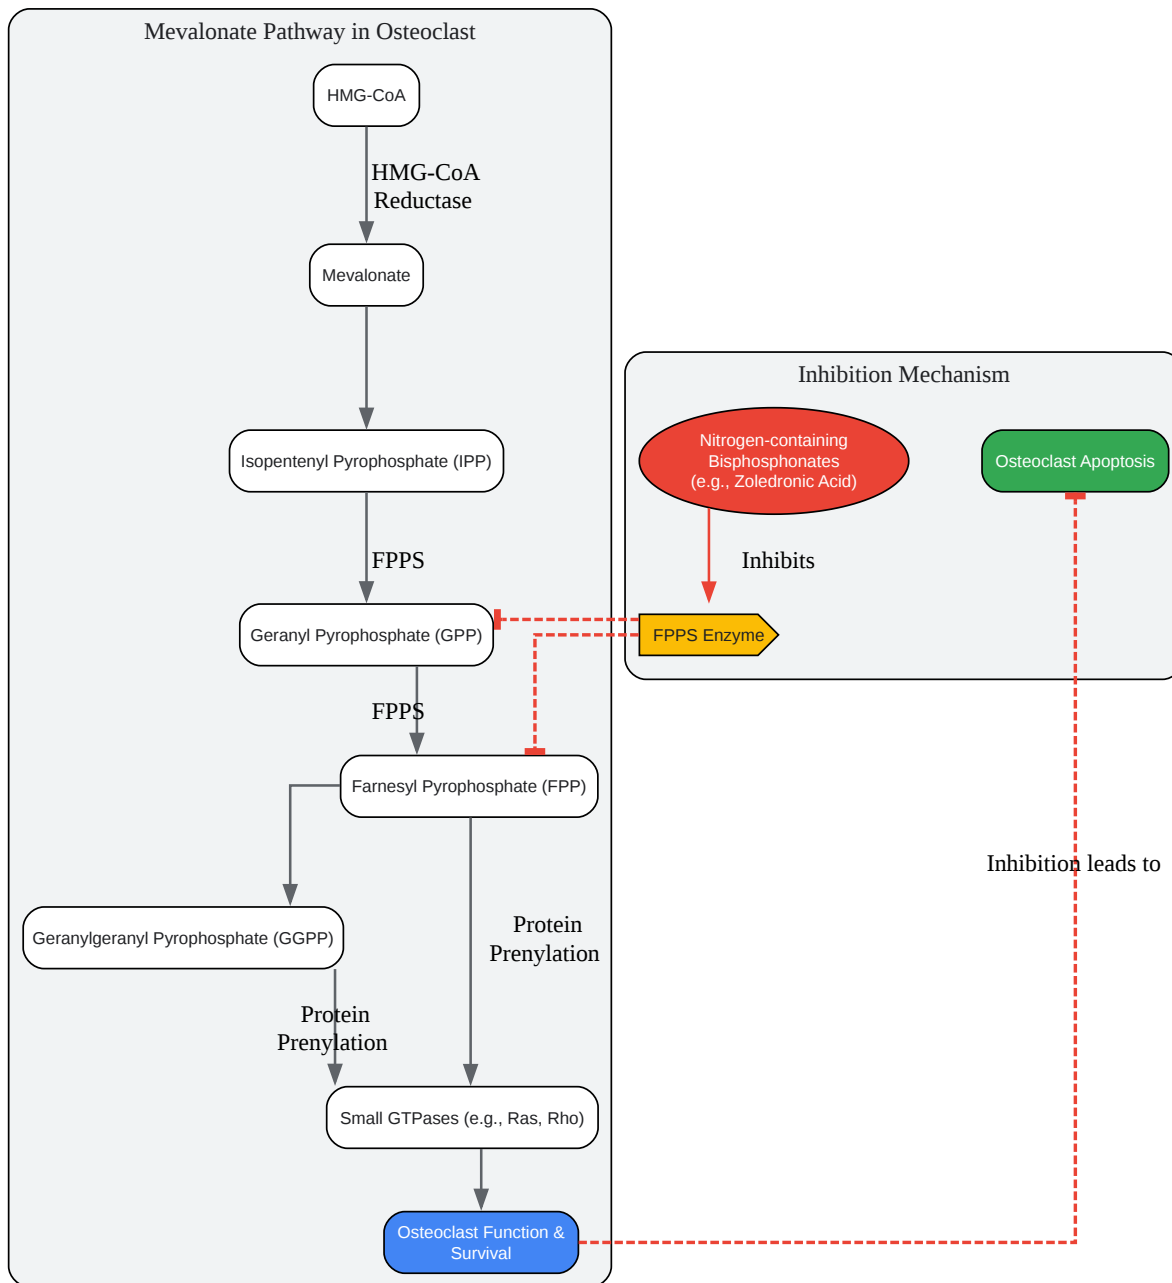 Mevalonate Pathway in Osteoclast
HMG-CoA
HMG-CoA
Reductase
Mevalonate
Isopentenyl Pyrophosphate (IPP)
FPPS
Geranyl Pyrophosphate (GPP)
FPPS
Farnesyl Pyrophosphate (FPP)
Geranylgeranyl Pyrophosphate (GGPP)
Protein
Prenylation
Protein
Prenylation
Small GTPases (e.g., Ras, Rho)
Osteoclast Function &
Survival
Inhibition Mechanism
Nitrogen-containing
Bisphosphonates
(e.g., Zoledronic Acid)
Osteoclast Apoptosis
Inhibits
FPPS Enzyme
Inhibition leads to